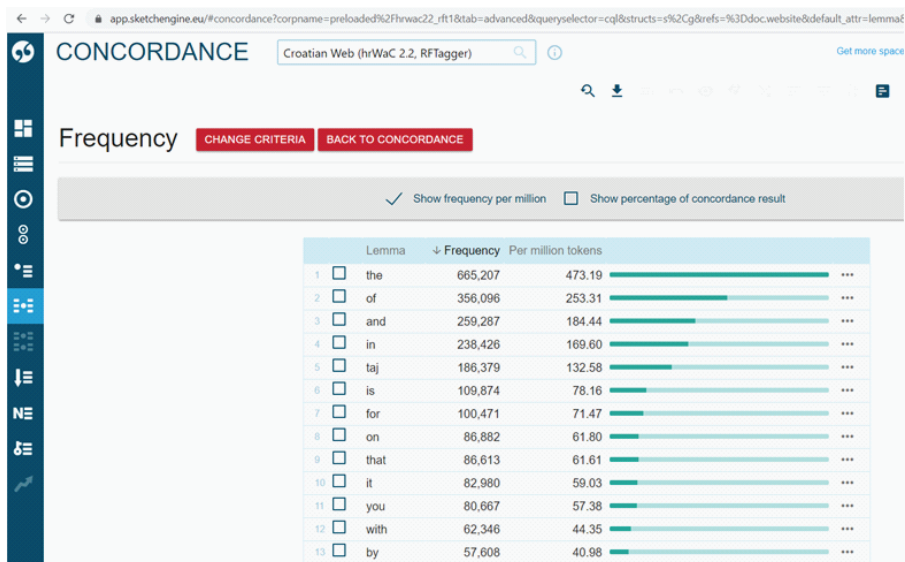 app.sketchengine.eu/#concordance?corpname=preloaded%2Fhrwac22_rft1&tab=advanced&queryselector=cql&structs=s%2Cg&refs=%3Ddoc.website&default_attr=lemma&
CONCORDANCE
Croatian Web (hrWaC 2.2, RFTagger)
Get more space
Frequency
CHANGE CRITERIA
BACK TO CONCORDANCE
Show frequency per million
Show percentage of concordance result
Lemma Frequency Per million tokens
1 the 665,207 473.19
2 of 356,096 253.31
3 and 259,287 184.44
4 in 238,426 169.60
5 taj 186,379 132.58
6 is 109,874 78.16
7 for 100,471 71.47
8 on 86,882 61.80
9 that 86,613 61.61
10 it 82,980 59.03
11 you 80,667 57.38
12 with 62,346 44.35
13 by 57,608 40.98